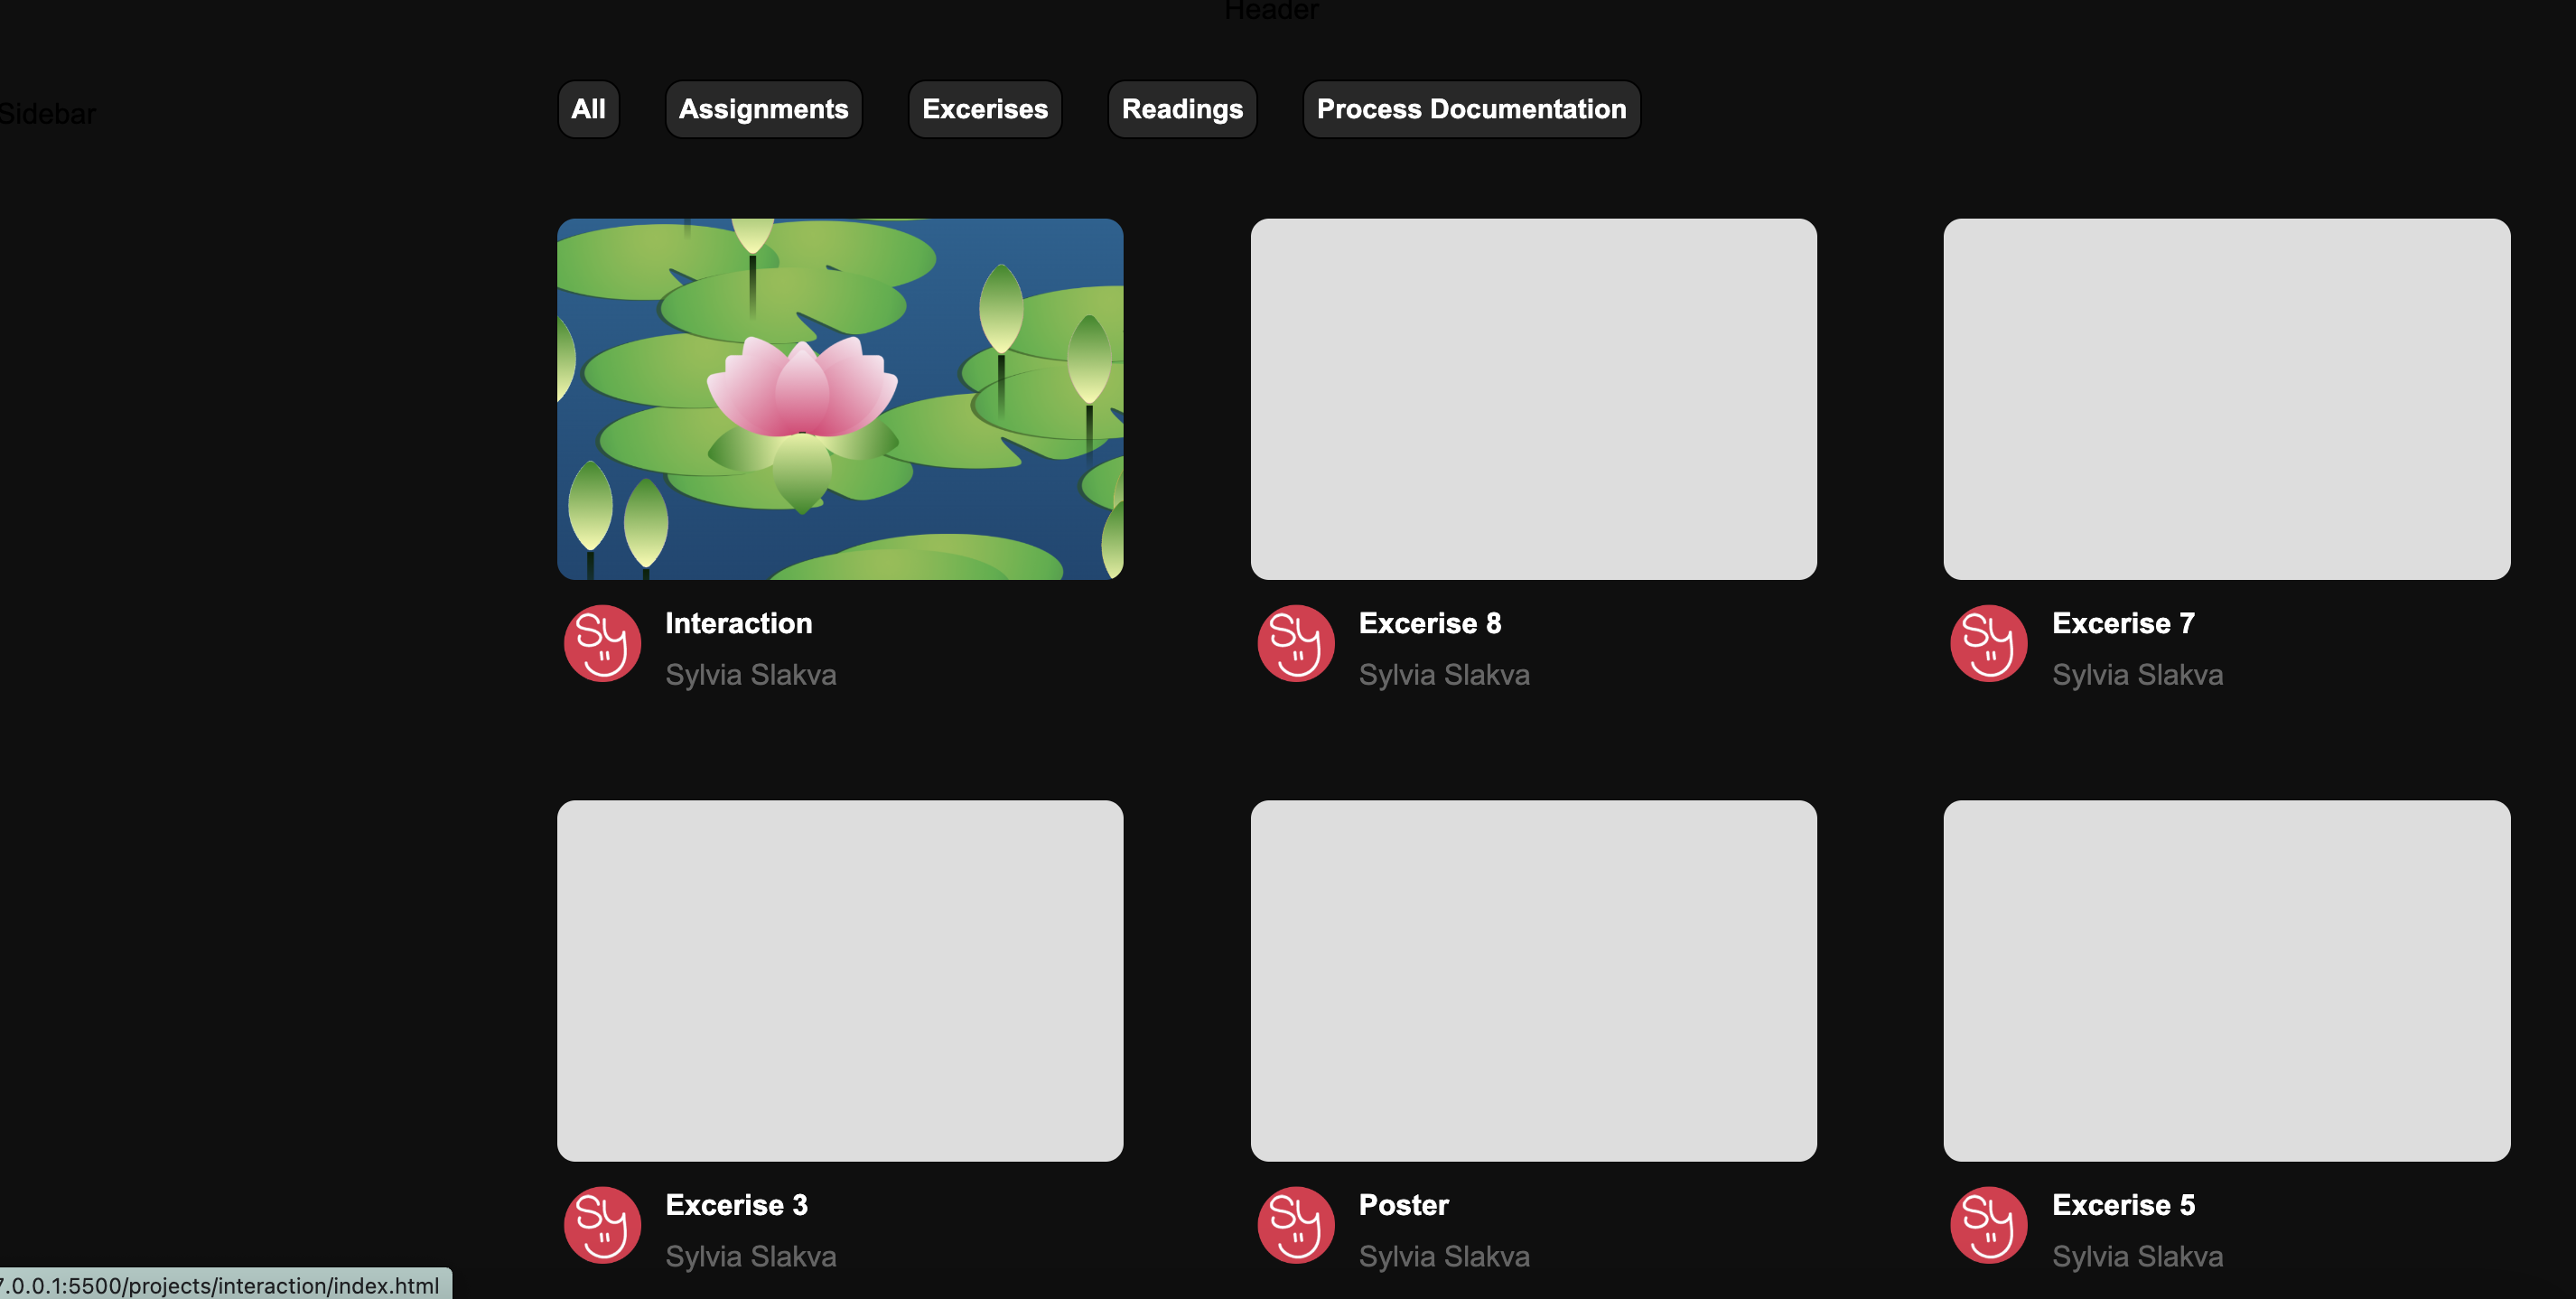 Header
Sidebar
All
Assignments
Excerises
Readings
Process Documentation
Sy
Interaction
Sylvia Slakva
Sy
Excerise 8
Sylvia Slakva
Sy
Excerise 7
Sylvia Slakva
Sy
Excerise 3
Sylvia Slakva
Sy
Poster
Sylvia Slakva
Sy
Excerise 5
Sylvia Slakva
7.0.0.1:5500/projects/interaction/index.html